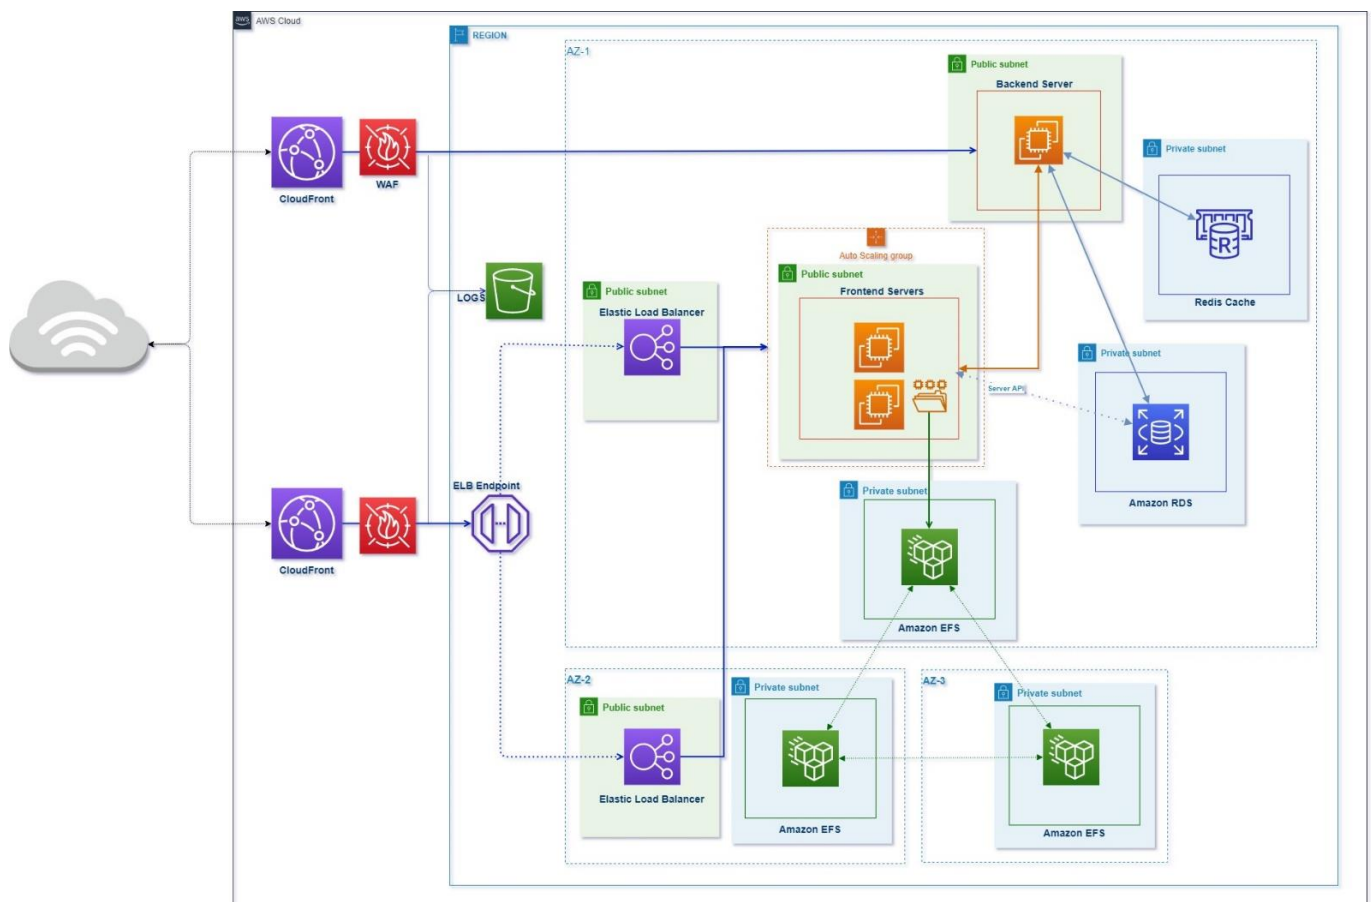 aws
AWS Cloud
REGION
AZ-1
Public subnet
Backend Server
Private subnet
R
Redis Cache
CloudFront
WAF
LOGS
Auto Scaling group
Public subnet
Frontend Servers
Public subnet
Elastic Load Balancer
Server API
Private subnet
Amazon RDS
ELB Endpoint
CloudFront
Private subnet
Amazon EFS
AZ-2
Public subnet
Elastic Load Balancer
Private subnet
Amazon EFS
AZ-3
Private subnet
Amazon EFS